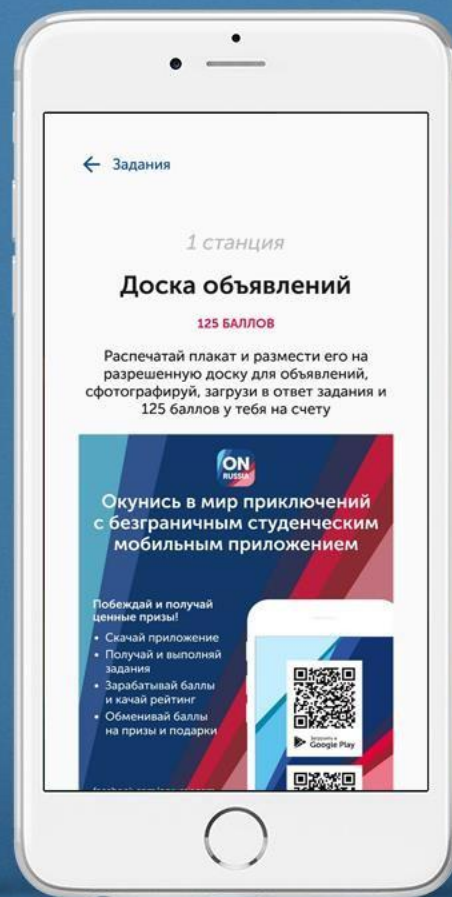 ← Задания
1 станция
Доска объявлений
125 БАЛЛОВ
Распечатай плакат и размести его на
разрешенную доску для объявлений,
сфотографируй, загрузи в ответ задания и
125 баллов у тебя на счету
ON
RUSSIA
Окунись в мир приключений
с безграничным студенческим
мобильным приложением
Побеждай и получай
ценные призы!
• Скачай приложение
• Получай и выполняй
задания
• Зарабатывай баллы
и качай рейтинг
• Обменивай баллы
на призы и подарки
Загрузить в
Google Play